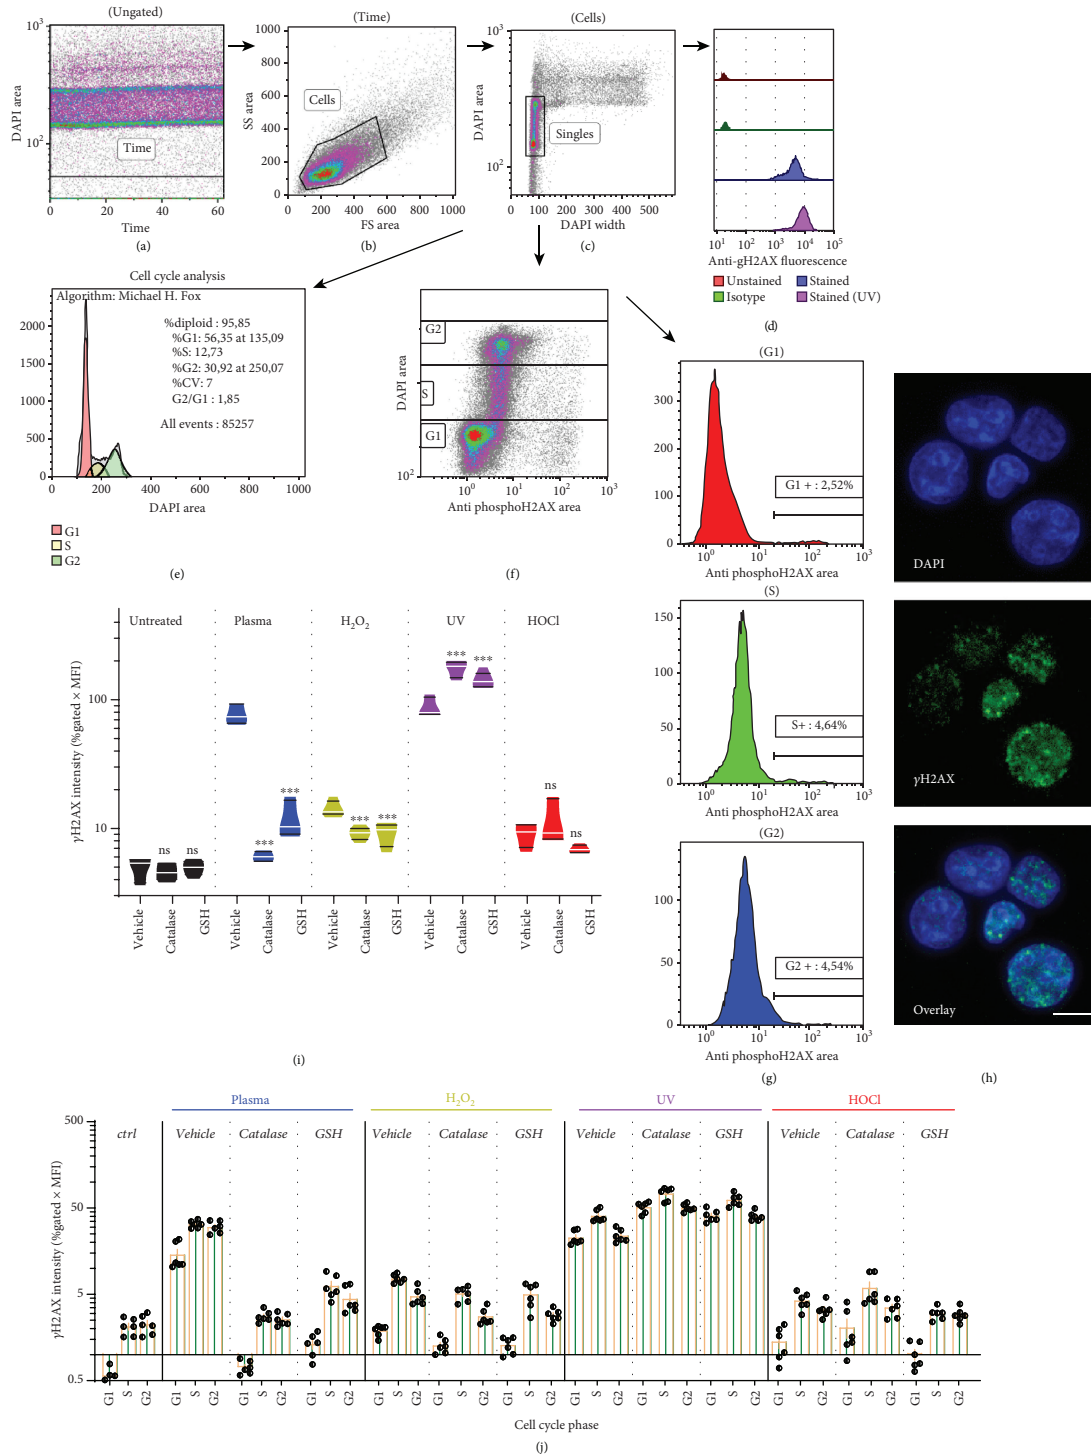 (Ungated)
10³
10²
DAPI area
Time
0 20 40 60
Time
(a)
(Time)
1000
800
600
400
200
0
SS area
Cells
0 200 400 600 800 1000
FS area
(b)
(Cells)
10³
10²
DAPI area
Singles
0 100 200 300 400 500
DAPI width
(c)
10¹ 10² 10³ 10⁴ 10⁵
Anti-gH2AX fluorescence
Unstained
Stained
Isotype
Stained (UV)
(d)
Cell cycle analysis
Algorithm: Michael H. Fox
%diploid : 95,85
%G1: 56,35 at 135,09
%S: 12,73
%G2: 30,92 at 250,07
%CV: 7
G2/G1 : 1,85
All events : 85257
2000
1500
1000
500
0
0 200 400 600 800 1000
DAPI area
G1
S
G2
(e)
G2
S
G1
DAPI area
10²
10⁰ 10¹ 10² 10³
Anti phosphoH2AX area
(f)
(G1)
300
200
100
0
G1 + : 2,52%
10⁰ 10¹ 10² 10³
Anti phosphoH2AX area
(S)
150
100
50
0
S+ : 4,64%
10⁰ 10¹ 10² 10³
Anti phosphoH2AX area
(G2)
100
50
0
G2 + : 4,54%
10⁰ 10¹ 10² 10³
Anti phosphoH2AX area
(g)
DAPI
γH2AX
Overlay
(h)
Untreated Plasma H₂O₂ UV HOCl
γH2AX intensity (%gated × MFI)
100
10
ns ns *** *** *** *** *** *** ns ns
Vehicle Catalase GSH Vehicle Catalase GSH Vehicle Catalase GSH Vehicle Catalase GSH Vehicle Catalase GSH
(i)
Plasma H₂O₂ UV HOCl
ctrl Vehicle Catalase GSH Vehicle Catalase GSH Vehicle Catalase GSH Vehicle Catalase GSH
γH2AX intensity (%gated × MFI)
500
50
5
0.5
G1 S G2 G1 S G2 G1 S G2 G1 S G2 G1 S G2 G1 S G2 G1 S G2 G1 S G2 G1 S G2 G1 S G2 G1 S G2 G1 S G2 G1 S G2
Cell cycle phase
(j)